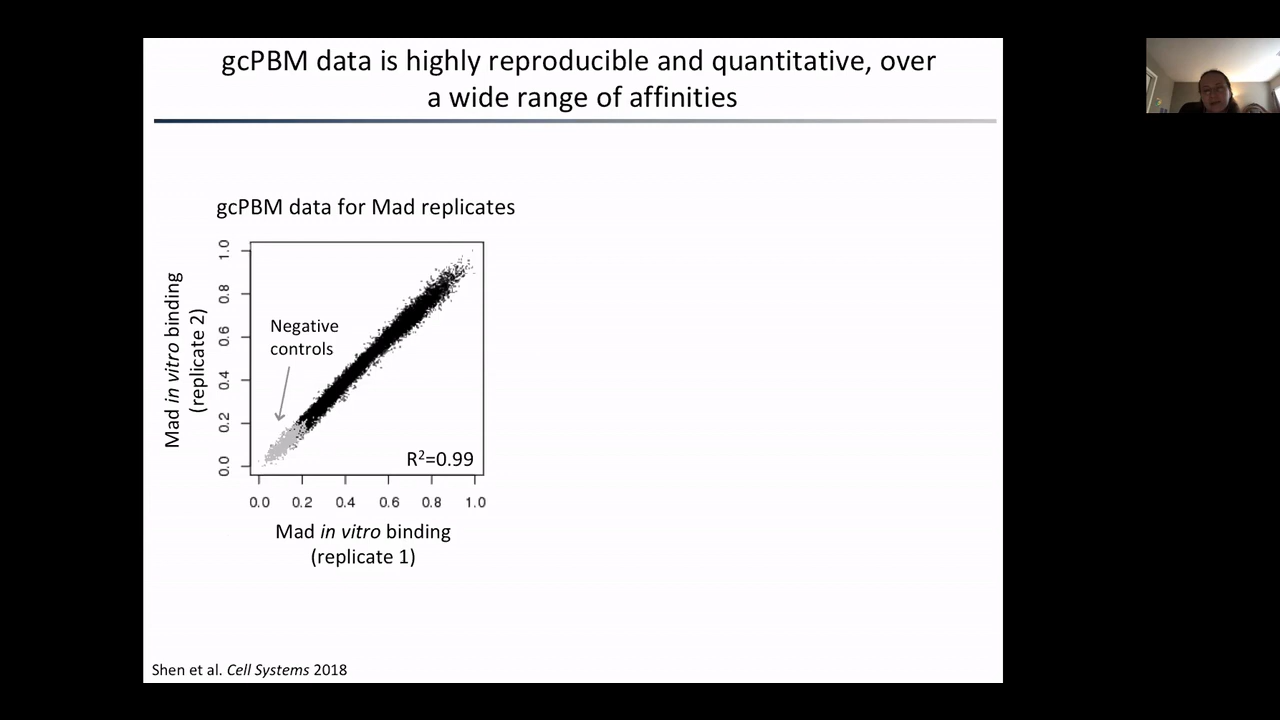 gcPBM data is highly reproducible and quantitative, over
a wide range of affinities
gcPBM data for Mad replicates
Mad in vitro binding
(replicate 2)
1.0
0.8
0.6
0.4
0.2
0.0
Negative
controls
R²=0.99
0.0 0.2 0.4 0.6 0.8 1.0
Mad in vitro binding
(replicate 1)
Shen et al. Cell Systems 2018